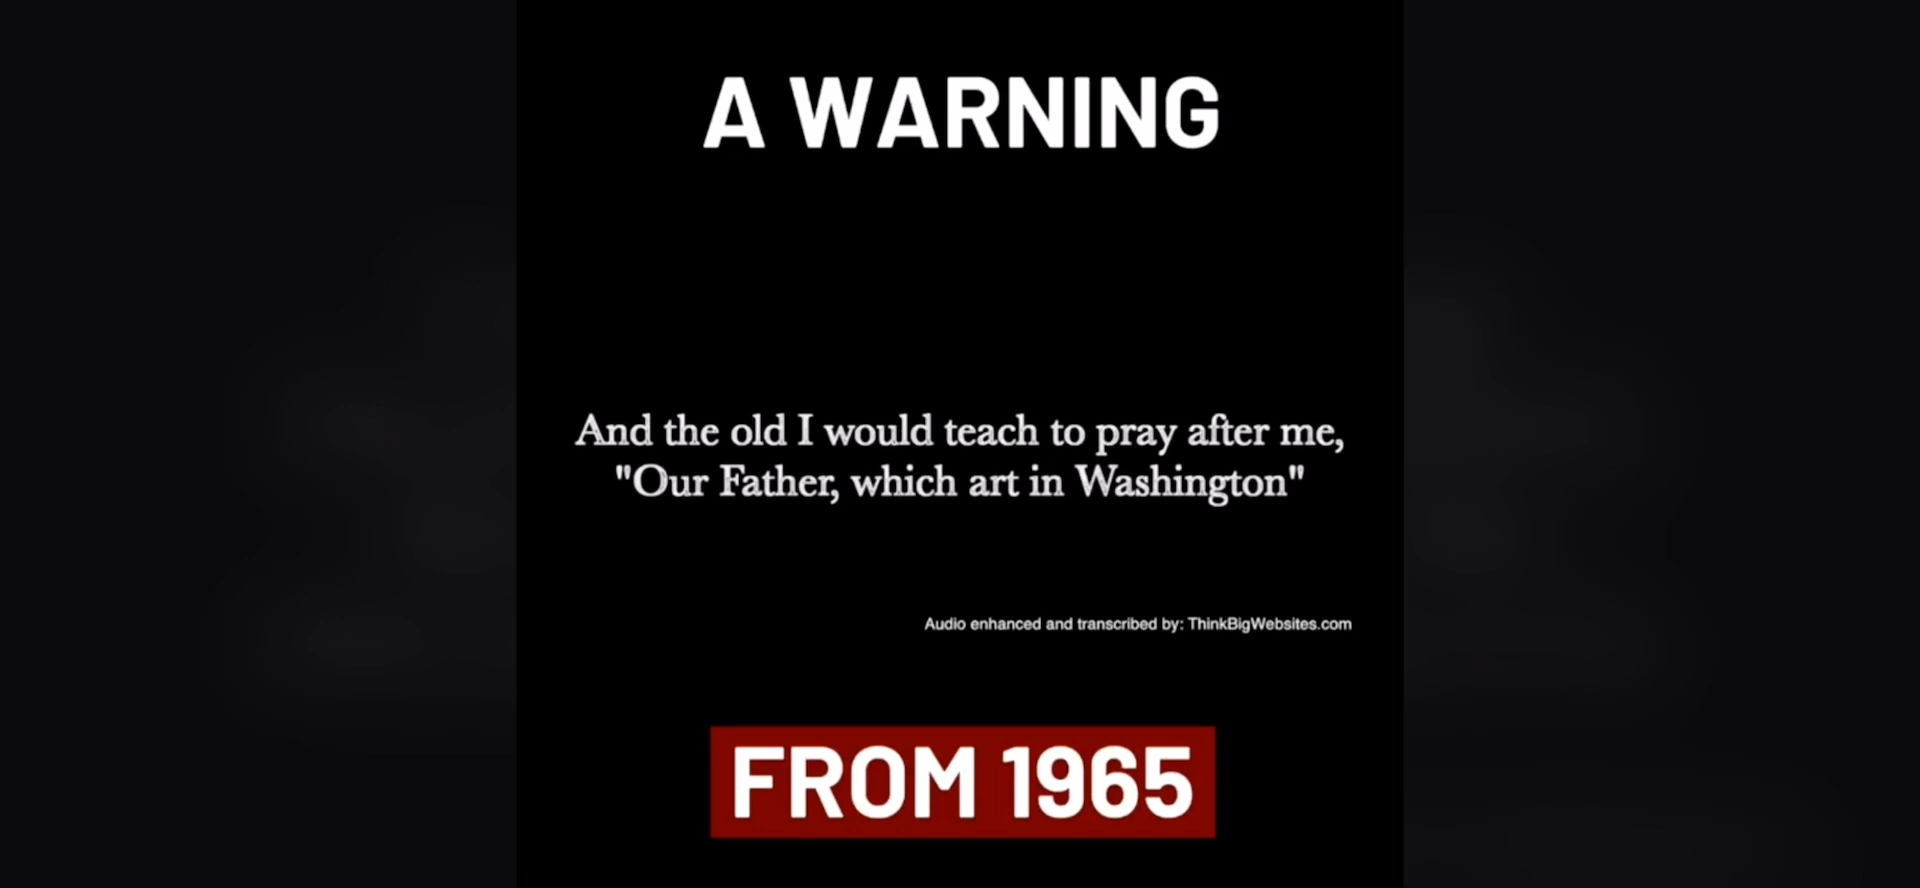 A WARNING
And the old I would teach to pray after me,
"Our Father, which art in Washington"
Audio enhanced and transcribed by: ThinkBigWebsites.com
FROM 1965